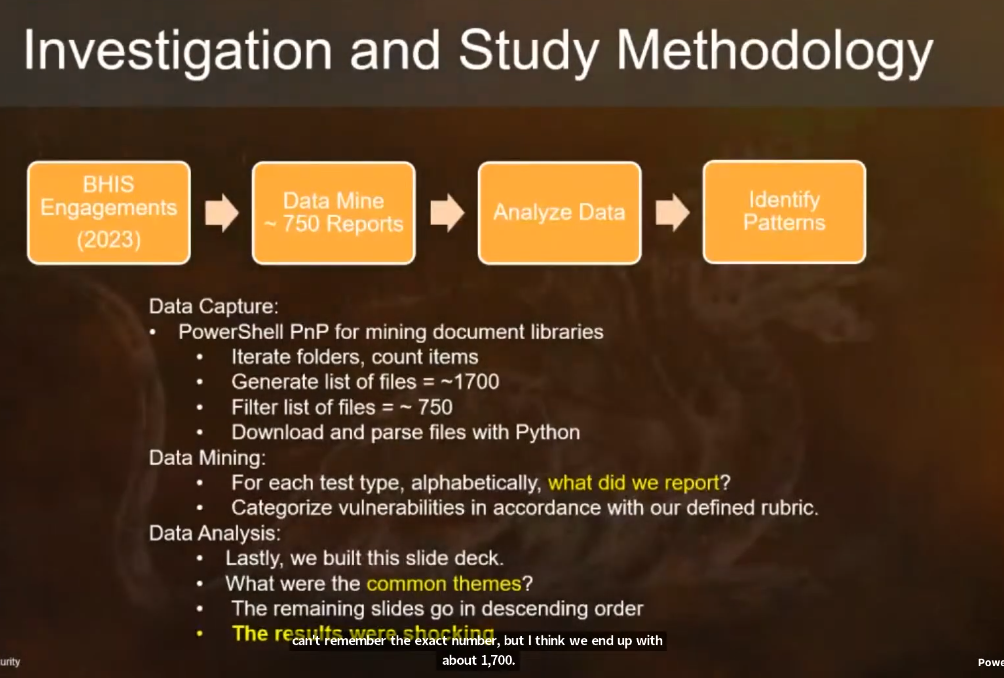 Investigation and Study Methodology
BHIS
Engagements
(2023)
Data Mine
~ 750 Reports
Analyze Data
Identify
Patterns
Data Capture:
• PowerShell PnP for mining document libraries
• Iterate folders, count items
• Generate list of files = ~1700
• Filter list of files = ~ 750
• Download and parse files with Python
Data Mining:
• For each test type, alphabetically, what did we report?
• Categorize vulnerabilities in accordance with our defined rubric.
Data Analysis:
• Lastly, we built this slide deck.
• What were the common themes?
• The remaining slides go in descending order
• The results were shocking
can't remember the exact number, but I think we end up with
about 1,700.
urity
Powe